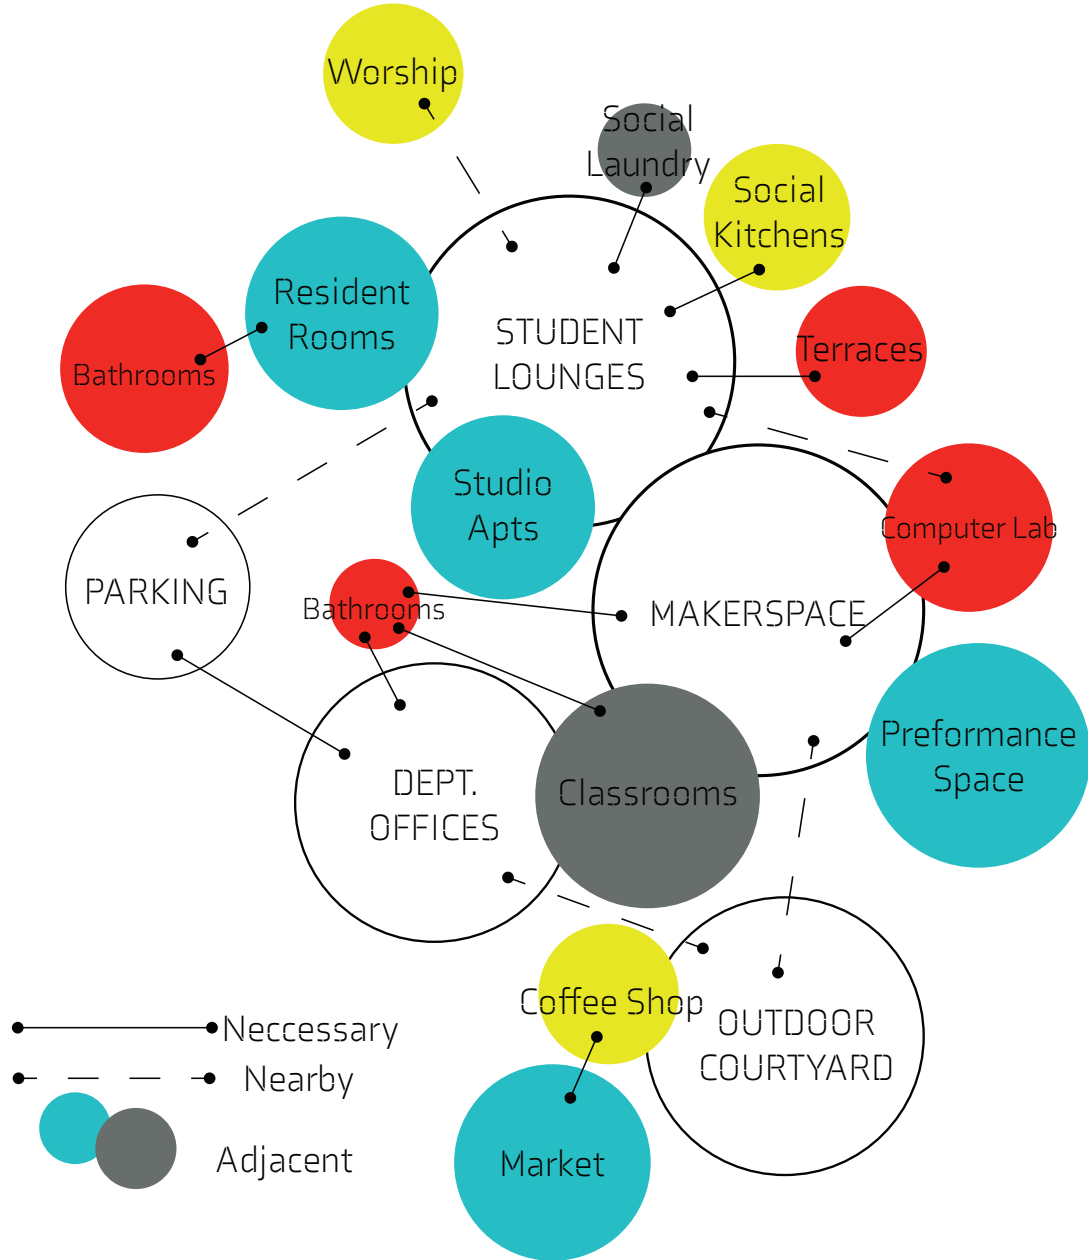 Worship
Social
Laundry
Social
Kitchens
Resident
Rooms
STUDENT
LOUNGES
Terraces
Bathrooms
Studio
Apts
Computer Lab
PARKING
Bathrooms
MAKERSPACE
Preformance
Space
DEPT.
OFFICES
Classrooms
Coffee Shop
OUTDOOR
COURTYARD
Neccessary
Nearby
Adjacent
Market